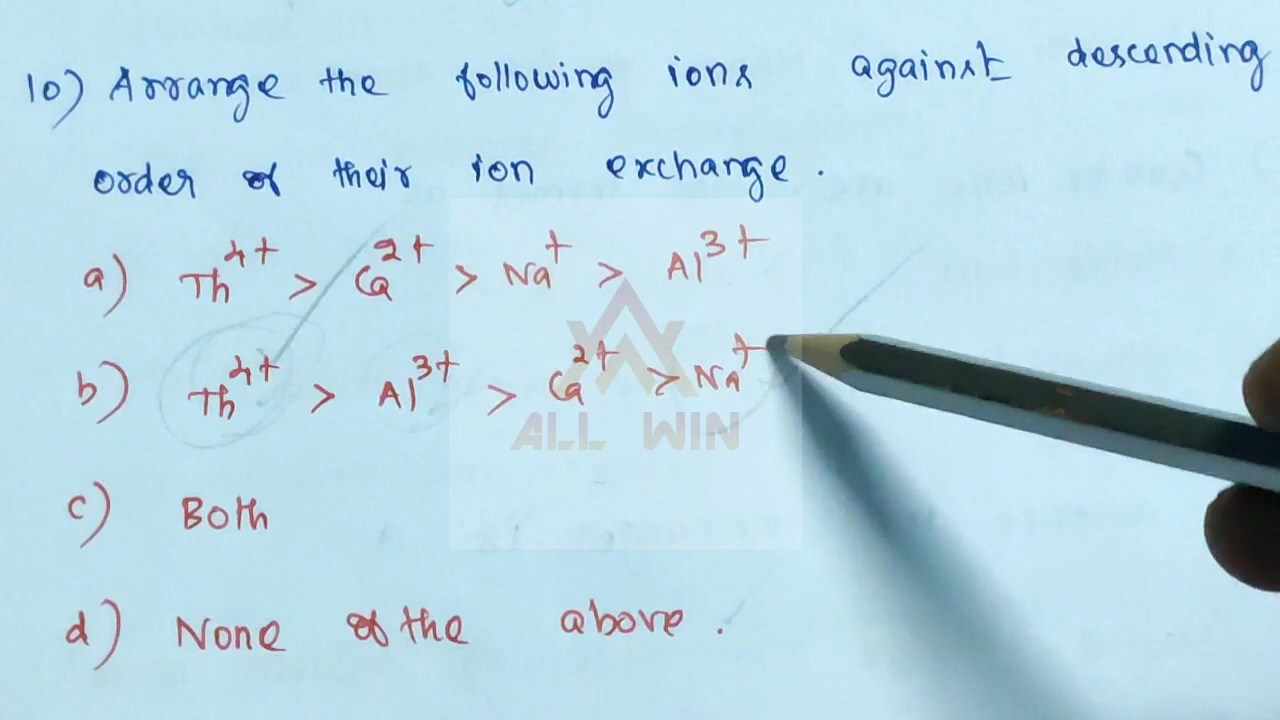 10) Arrange the following ions against descending
order of their ion exchange.
a) Th⁴⁺ > Ca²⁺ > Na⁺ > Al³⁺
b) Th⁴⁺ > Al³⁺ > Ca²⁺ > Na⁺
ALL WIN
c) Both
d) None of the above.